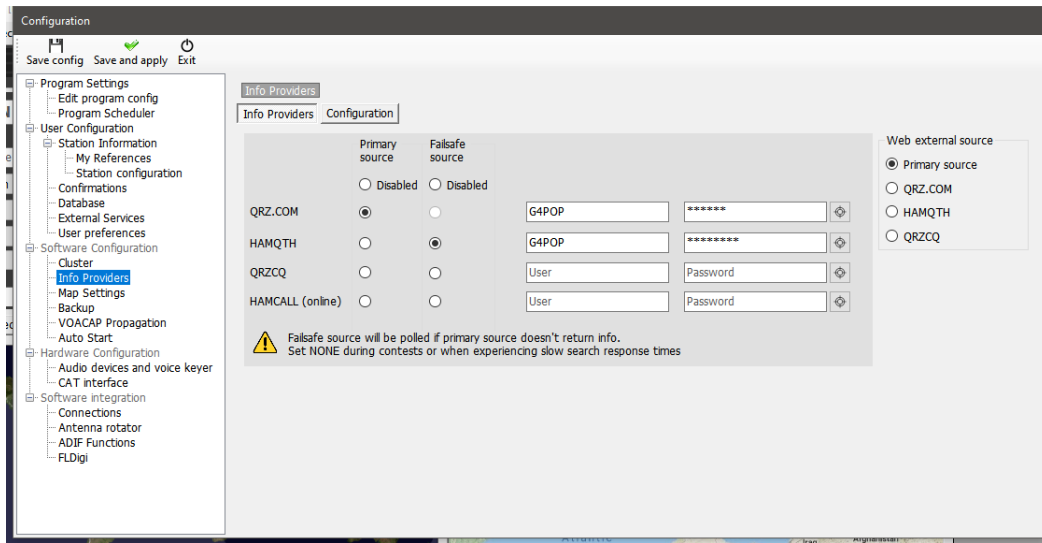 Configuration
Save config Save and apply Exit
Program Settings
Edit program config
Program Scheduler
User Configuration
Station Information
My References
Station configuration
Confirmations
Database
External Services
User preferences
Software Configuration
Cluster
Info Providers
Map Settings
Backup
VOACAP Propagation
Auto Start
Hardware Configuration
Audio devices and voice keyer
CAT interface
Software integration
Connections
Antenna rotator
ADIF Functions
FLDigi
Info Providers
Info Providers Configuration
Primary source
Failsafe source
Disabled Disabled
QRZ.COM G4POP ******
HAMQTH G4POP ********
QRZCQ User Password
HAMCALL (online) User Password
Failsafe source will be polled if primary source doesn't return info.
Set NONE during contests or when experiencing slow search response times
Web external source
Primary source
QRZ.COM
HAMQTH
QRZCQ
Atlantic
Iran
Afghanistan